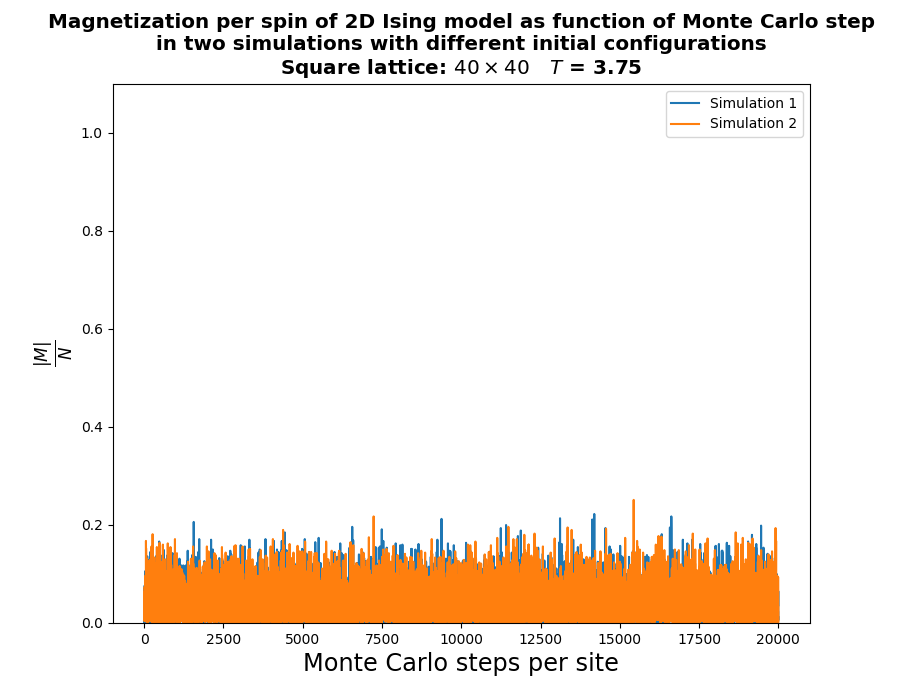 Magnetization per spin of 2D Ising model as function of Monte Carlo step
in two simulations with different initial configurations
Square lattice: 40 × 40 T = 3.75
Simulation 1
Simulation 2
1.0
0.8
0.6
0.4
0.2
0.0
|M|
N
0 2500 5000 7500 10000 12500 15000 17500 20000
Monte Carlo steps per site